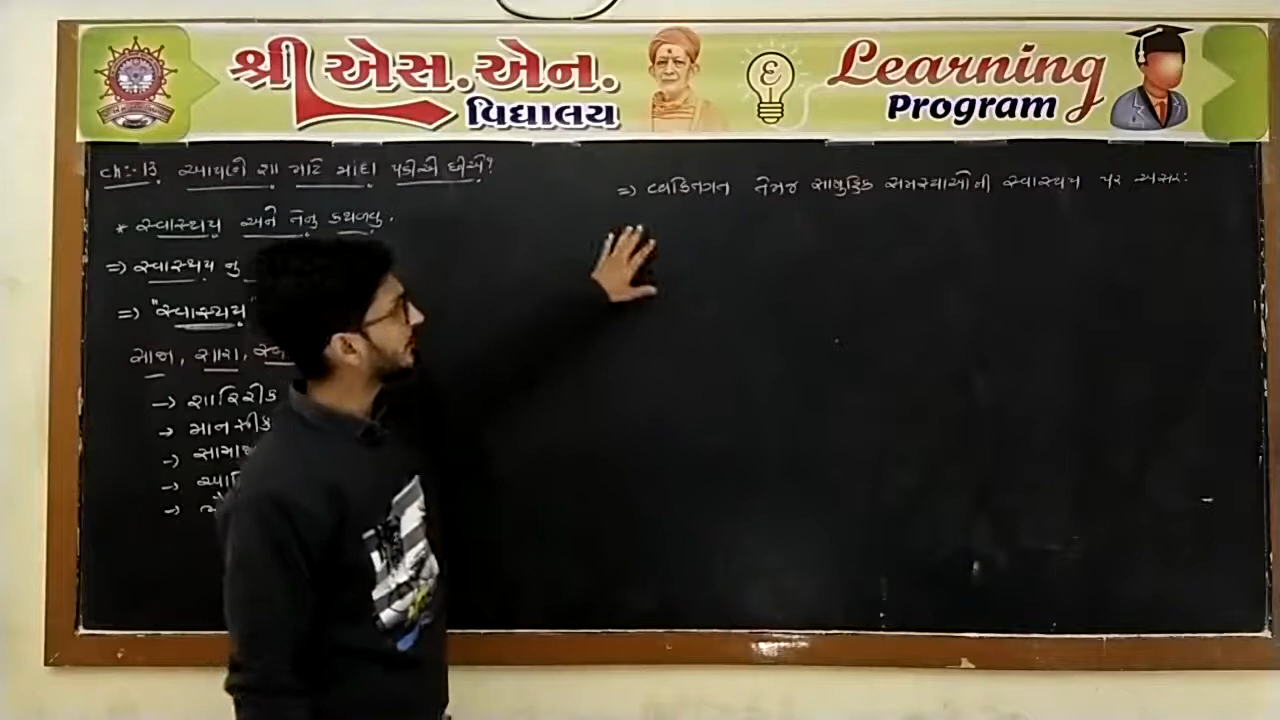 શ્રી એસ. એન.
વિદ્યાલય
Learning
Program
ch:- 13 આપણે શા માટે માંદા પડીએ છીએ?
* સ્વાસ્થ્ય અને તેનુ કથળવુ.
=) સ્વાસ્થ્ય નુ
=) "સ્વાસ્થ્ય"
સાજા, સારા,
-> શારિરીક
-> માનસીક
->
->
->
=) વ્યક્તિગત તેમજ સામુહિક સમસ્યાઓની સ્વાસ્થ્ય પર અસર: